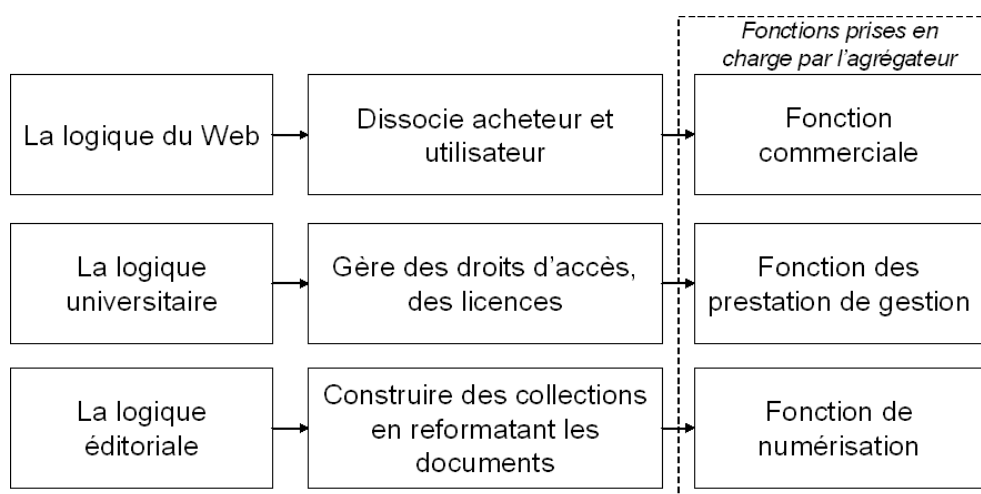 Fonctions prises en
charge par l'agrégateur
La logique du Web
Dissocie acheteur et
utilisateur
Fonction
commerciale
La logique
universitaire
Gère des droits d'accès,
des licences
Fonction des
prestation de gestion
La logique
éditoriale
Construire des collections
en reformatant les
documents
Fonction de
numérisation